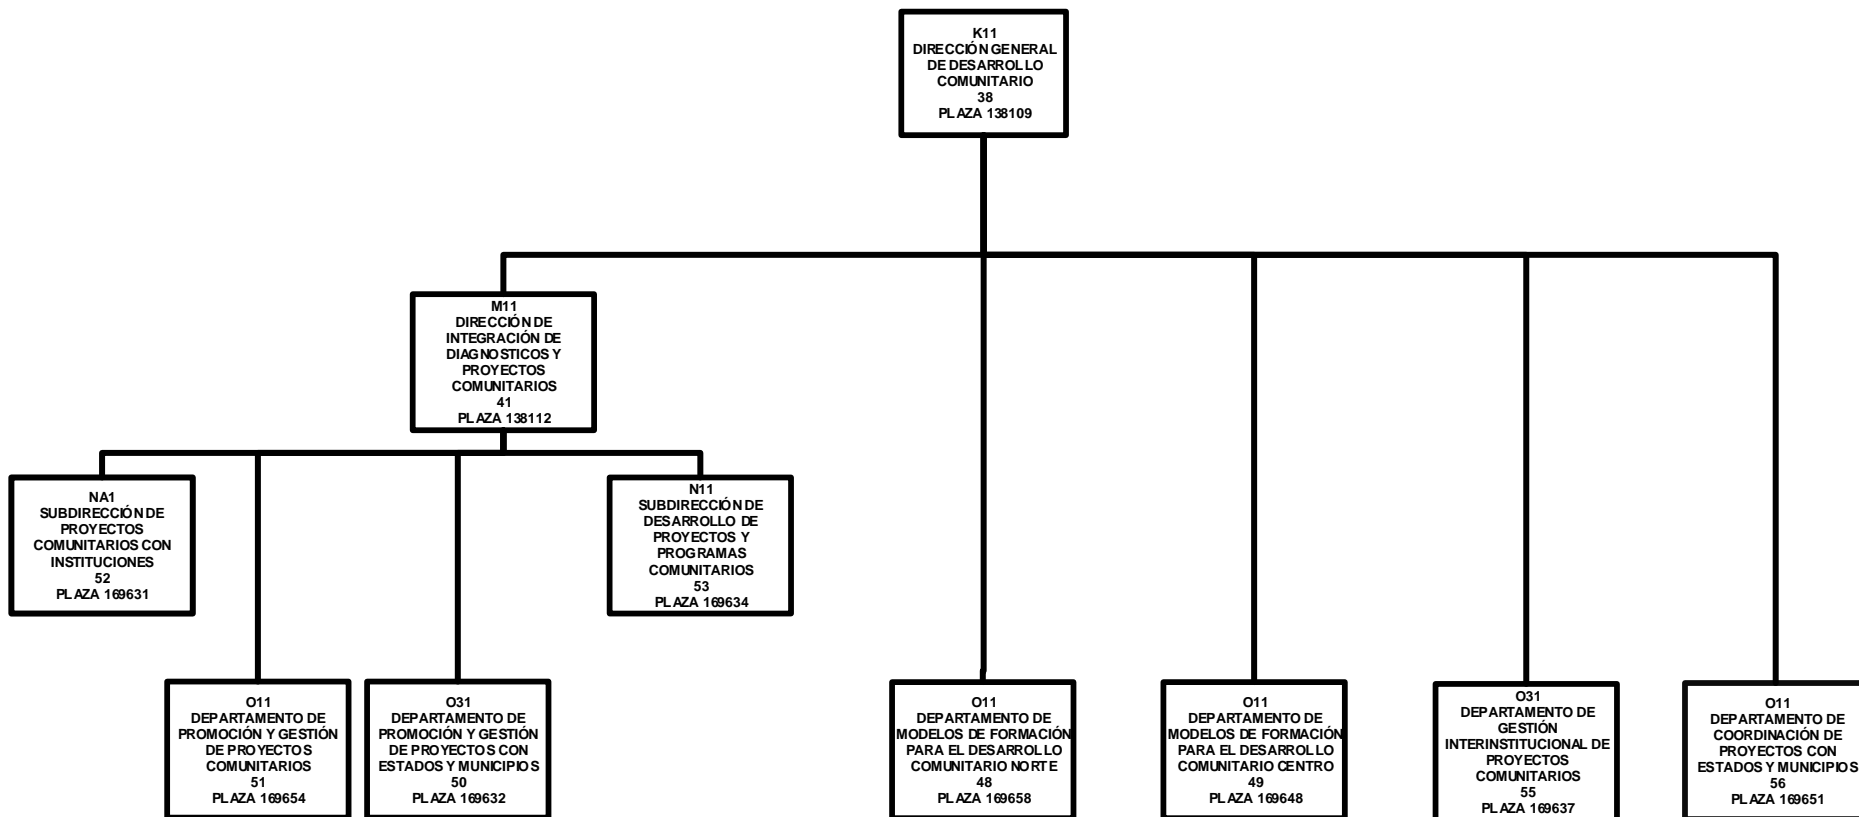 K11
DIRECCIÓN GENERAL
DE DESARROLLO
COMUNITARIO
38
PLAZA 138109
M11
DIRECCIÓN DE
INTEGRACIÓN DE
DIAGNOSTICOS Y
PROYECTOS
COMUNITARIOS
41
PLAZA 138112
NA1
SUBDIRECCIÓN DE
PROYECTOS
COMUNITARIOS CON
INSTITUCIONES
52
PLAZA 169631
N11
SUBDIRECCIÓN DE
DESARROLLO DE
PROYECTOS Y
PROGRAMAS
COMUNITARIOS
53
PLAZA 169634
O11
DEPARTAMENTO DE
PROMOCIÓN Y GESTIÓN
DE PROYECTOS
COMUNITARIOS
51
PLAZA 169654
O31
DEPARTAMENTO DE
PROMOCIÓN Y GESTIÓN
DE PROYECTOS CON
ESTADOS Y MUNICIPIOS
50
PLAZA 169632
O11
DEPARTAMENTO DE
MODELOS DE FORMACIÓN
PARA EL DESARROLLO
COMUNITARIO NORTE
48
PLAZA 169658
O11
DEPARTAMENTO DE
MODELOS DE FORMACIÓN
PARA EL DESARROLLO
COMUNITARIO CENTRO
49
PLAZA 169648
O31
DEPARTAMENTO DE
GESTIÓN
INTERINSTITUCIONAL DE
PROYECTOS
COMUNITARIOS
55
PLAZA 169637
O11
DEPARTAMENTO DE
COORDINACIÓN DE
PROYECTOS CON
ESTADOS Y MUNICIPIOS
56
PLAZA 169651